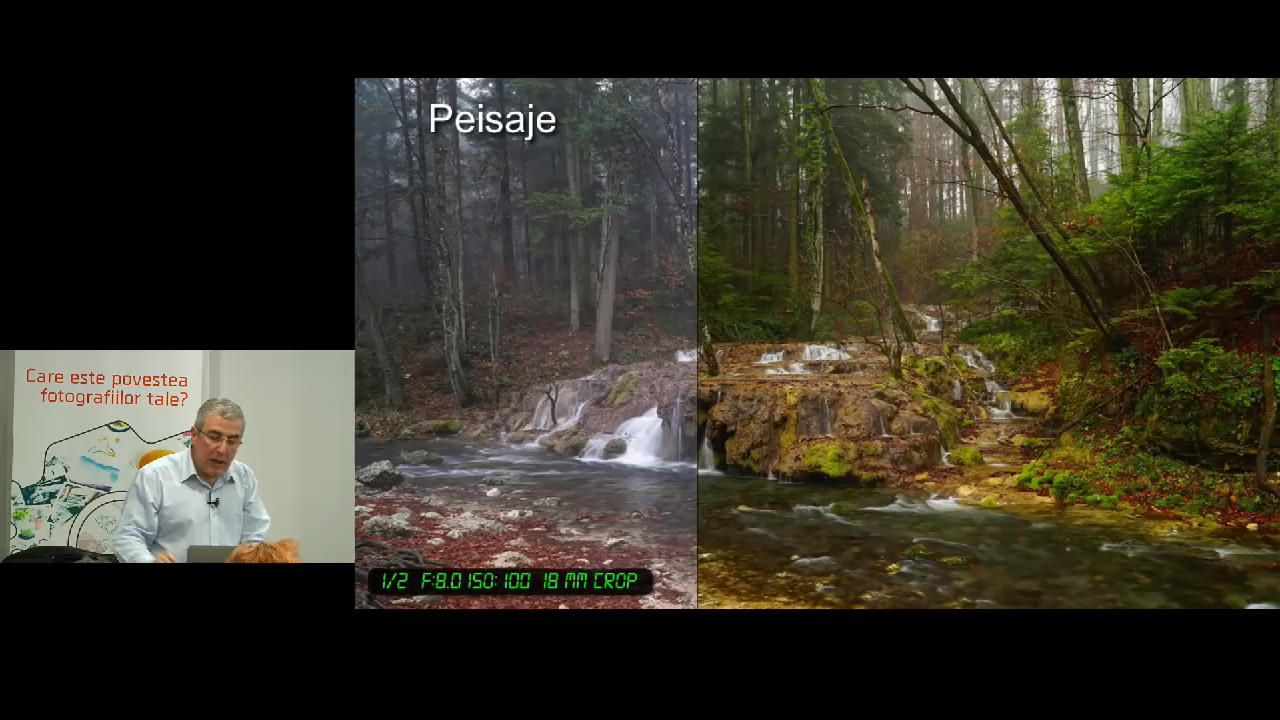 Peisaje
Care este povestea
fotografiilor tale?
1/2 F:8.0 ISO: 100 18 MM CROP